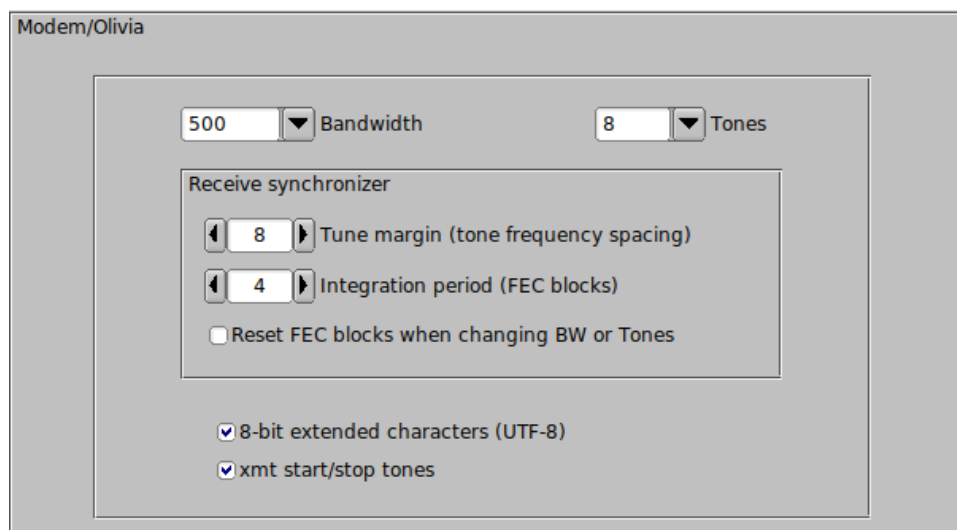 Modem/Olivia
500 Bandwidth 8 Tones
Receive synchronizer
8 Tune margin (tone frequency spacing)
4 Integration period (FEC blocks)
Reset FEC blocks when changing BW or Tones
8-bit extended characters (UTF-8)
xmt start/stop tones